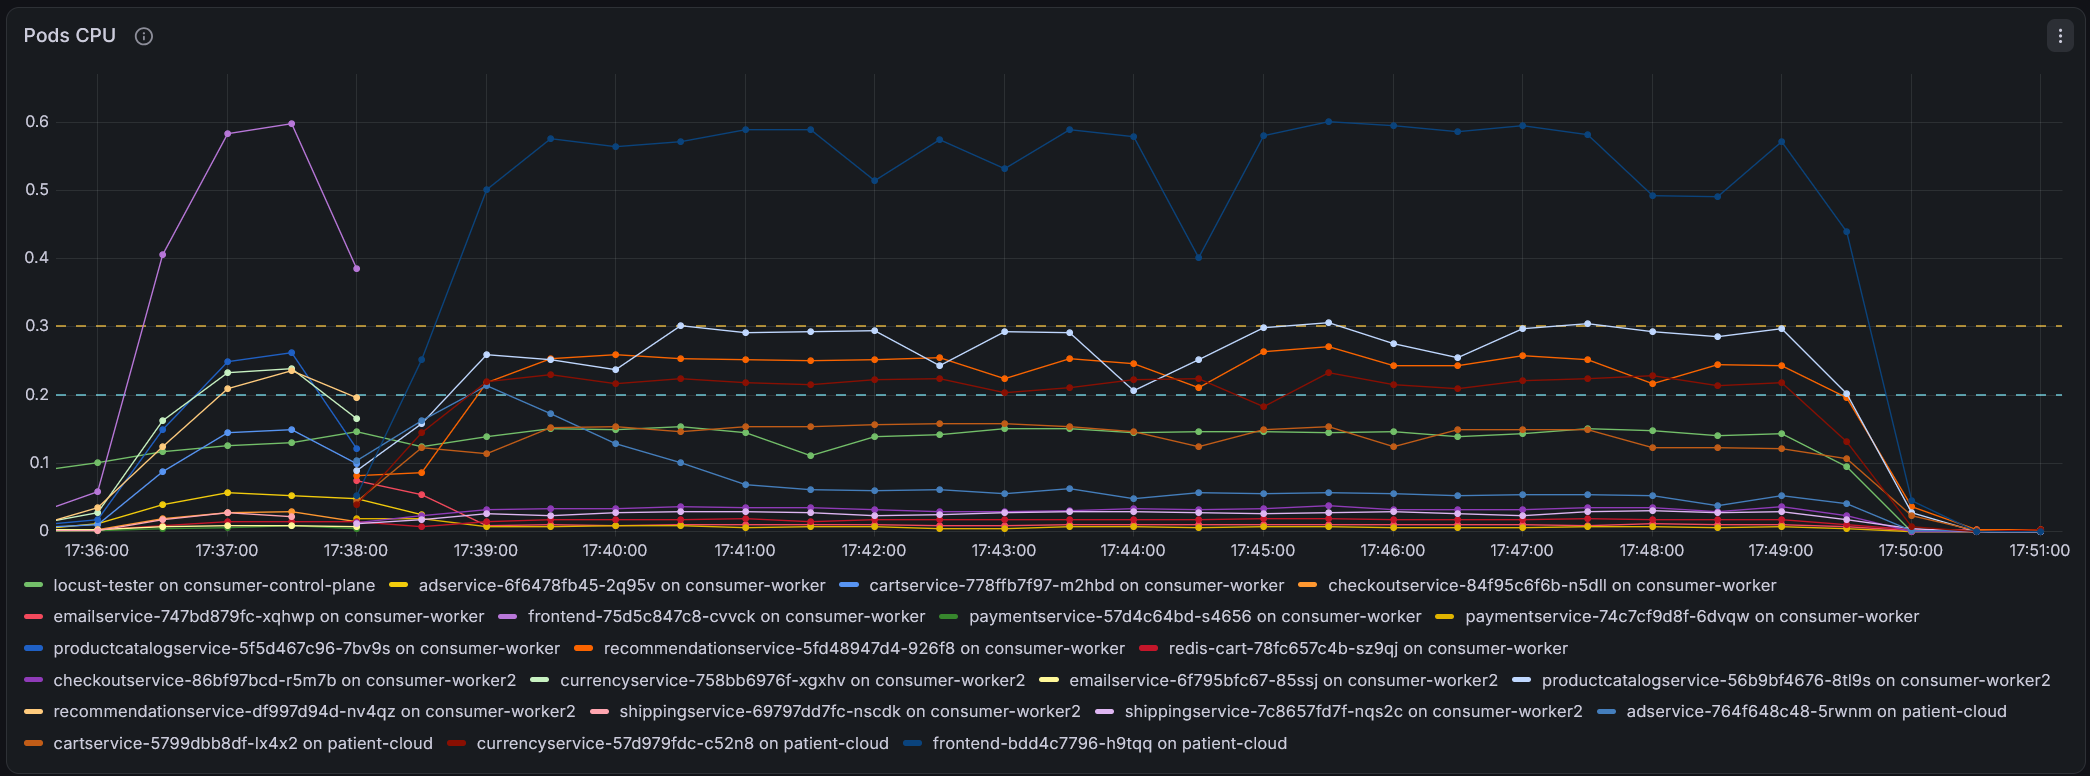 Pods CPU
0.6
0.5
0.4
0.3
0.2
0.1
0
17:36:00 17:37:00 17:38:00 17:39:00 17:40:00 17:41:00 17:42:00 17:43:00 17:44:00 17:45:00 17:46:00 17:47:00 17:48:00 17:49:00 17:50:00 17:51:00
locust-tester on consumer-control-plane adservice-6f6478fb45-2q95v on consumer-worker cartservice-778ffb7f97-m2hbd on consumer-worker checkoutservice-84f95c6f6b-n5dll on consumer-worker
emailservice-747bd879fc-xqhwp on consumer-worker frontend-75d5c847c8-cvvck on consumer-worker paymentservice-57d4c64bd-s4656 on consumer-worker paymentservice-74c7cf9d8f-6dvqw on consumer-worker
productcatalogservice-5f5d467c96-7bv9s on consumer-worker recommendationservice-5fd48947d4-926f8 on consumer-worker redis-cart-78fc657c4b-sz9qj on consumer-worker
checkoutservice-86bf97bcd-r5m7b on consumer-worker2 currencyservice-758bb6976f-xgxhv on consumer-worker2 emailservice-6f795bfc67-85ssj on consumer-worker2 productcatalogservice-56b9bf4676-8tl9s on consumer-worker2
recommendationservice-df997d94d-nv4qz on consumer-worker2 shippingservice-69797dd7fc-nscdk on consumer-worker2 shippingservice-7c8657fd7f-nqs2c on consumer-worker2 adservice-764f648c48-5rwnm on patient-cloud
cartservice-5799dbb8df-lx4x2 on patient-cloud currencyservice-57d979fdc-c52n8 on patient-cloud frontend-bdd4c7796-h9tqq on patient-cloud